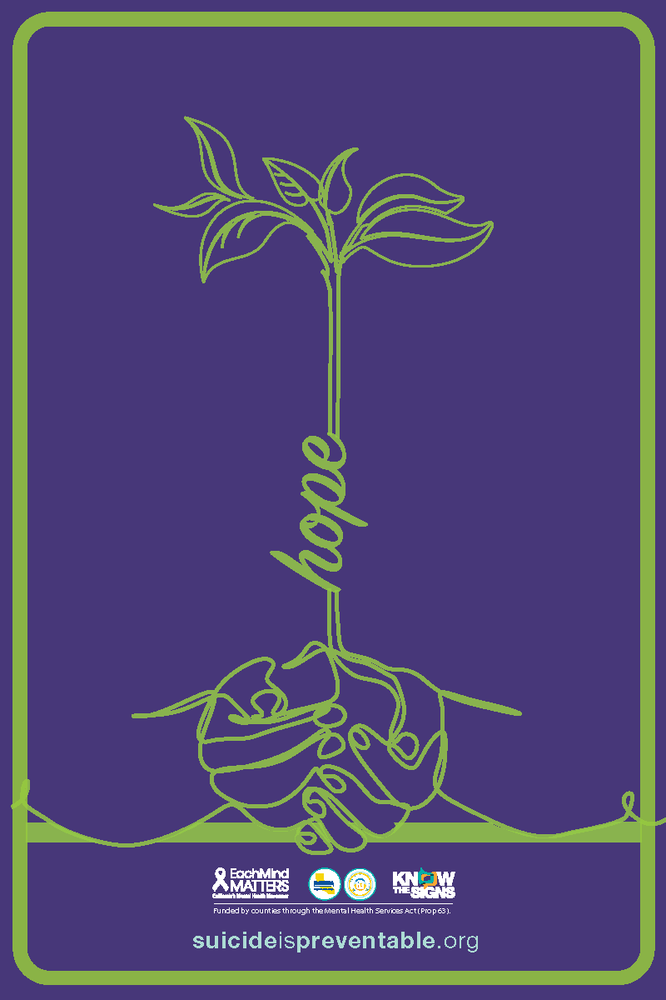 hope
EachMind
MATTERS
California's Mental Health Movement
KNOW
THE SIGNS
Funded by counties through the Mental Health Services Act (Prop 63).
suicideispreventable.org